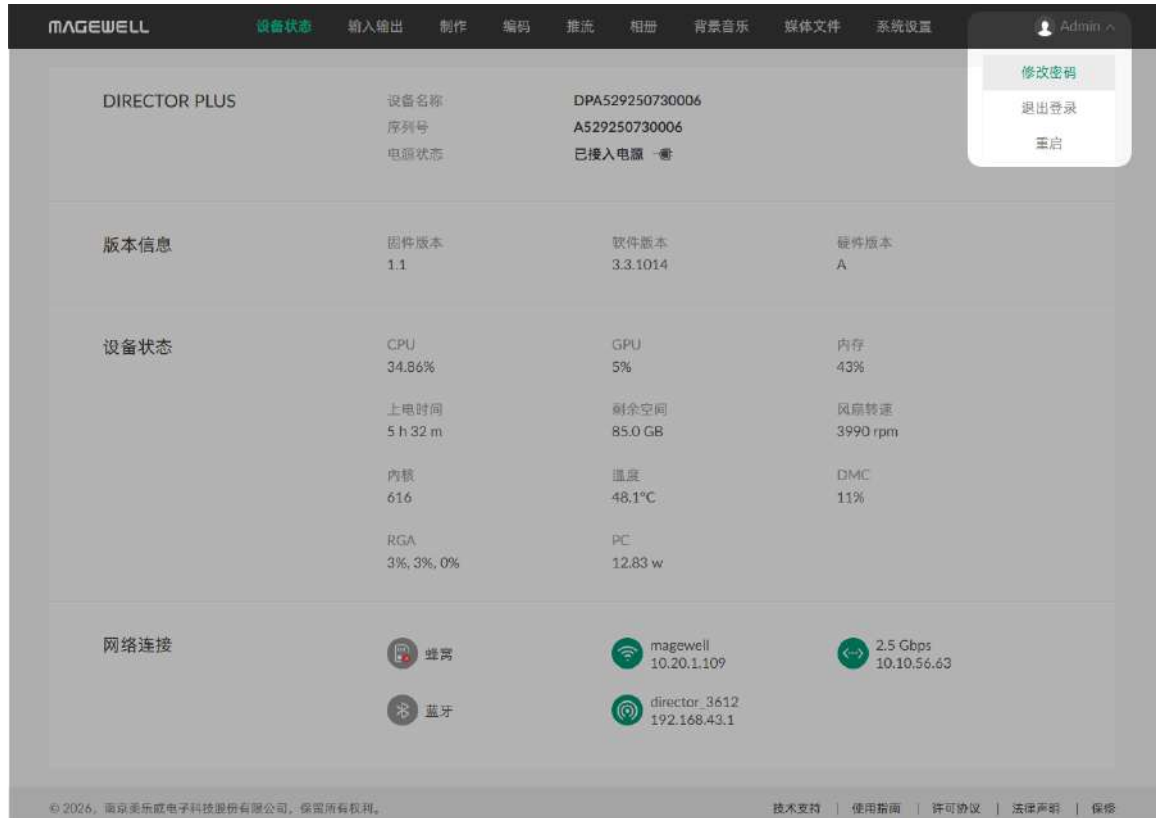 MAGEWELL 设备状态 输入输出 制作 编码 推流 相册 背景音乐 媒体文件 系统设置 Admin
修改密码
退出登录
重启
DIRECTOR PLUS
设备名称 DPA529250730006
序列号 A529250730006
电源状态 已接入电源
版本信息
固件版本 软件版本 硬件版本
1.1 3.3.1014 A
设备状态
CPU GPU 内存
34.86% 5% 43%
上电时间 剩余空间 风扇转速
5 h 32 m 85.0 GB 3990 rpm
内核 温度 DMC
616 48.1°C 11%
RGA PC
3%, 3%, 0% 12.83 w
网络连接
蜂窝 magewell 2.5 Gbps
10.20.1.109 10.10.56.63
蓝牙 director_3612
192.168.43.1
© 2026，南京美乐威电子科技股份有限公司，保留所有权利。 技术支持 | 使用指南 | 许可协议 | 法律声明 | 保修